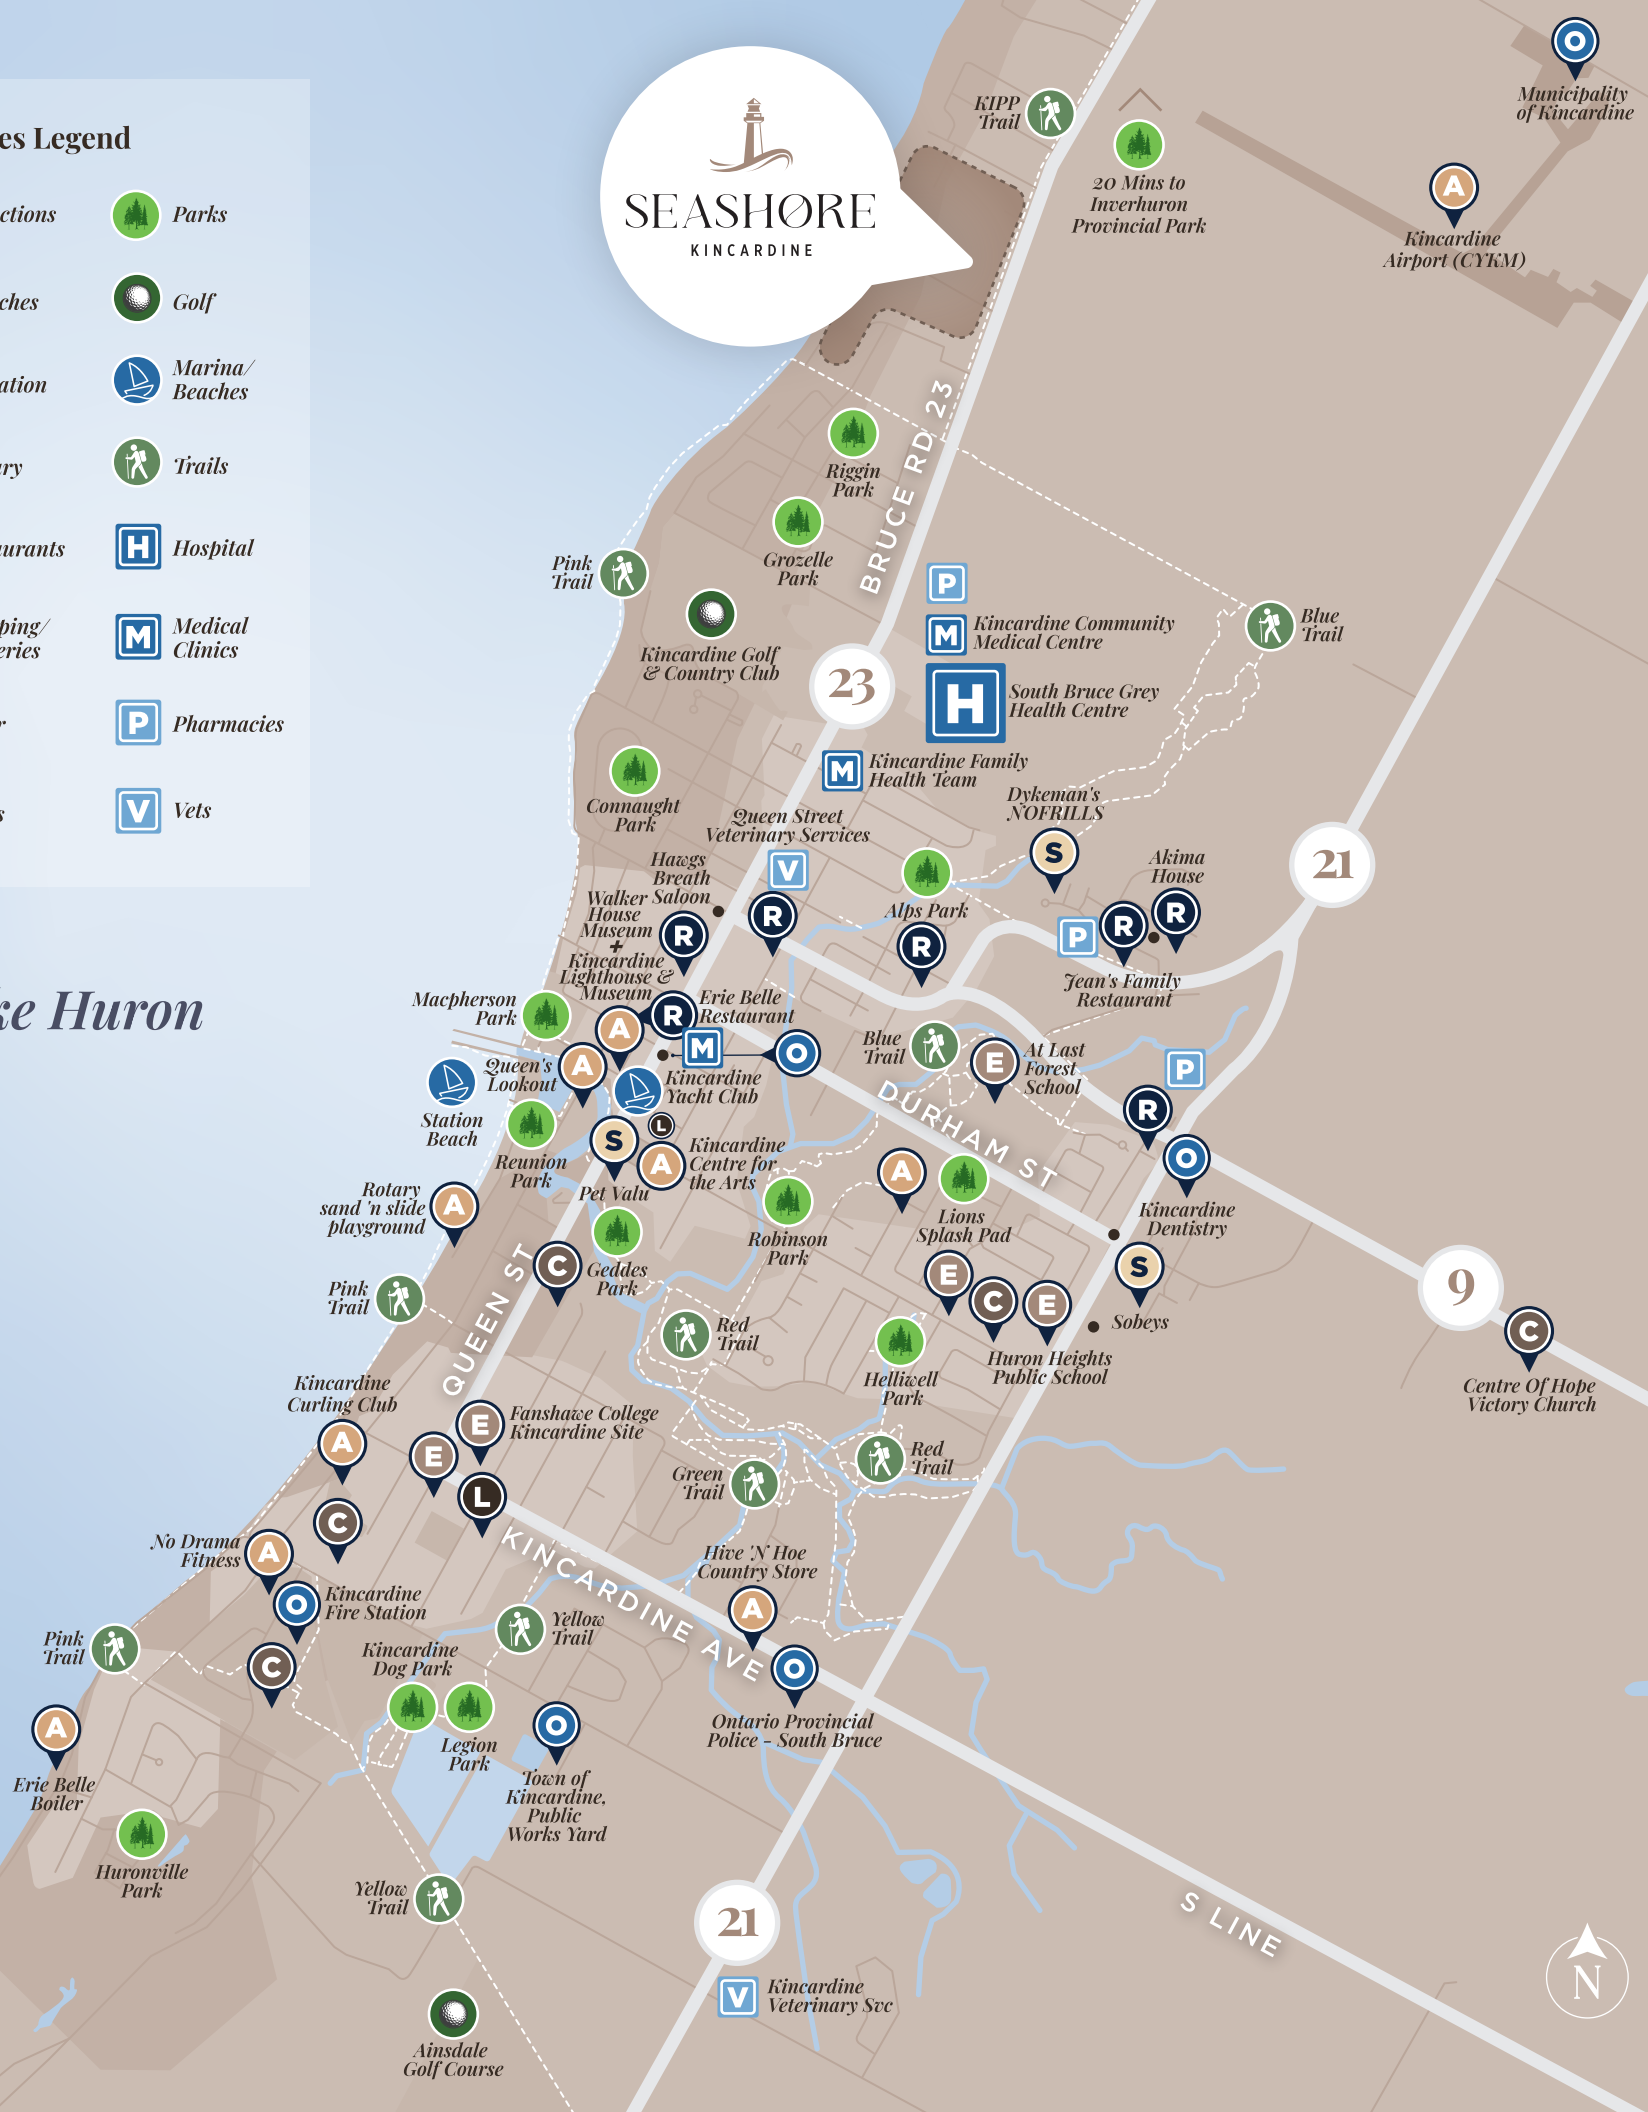 es Legend
ctions
Parks
ches
Golf
ation
Marina/
Beaches
ary
Trails
aurants
H
Hospital
ping/
eries
M
Medical
Clinics
r
P
Pharmacies
s
V
Vets
ke Huron
SEASHØRE
KINCARDINE
KIPP
Trail
20 Mins to
Inverhuron
Provincial Park
O
Municipality
of Kincardine
A
Kincardine
Airport (CYKM)
BRUCE RD 23
Riggin
Park
Grozelle
Park
Pink
Trail
Kincardine Golf
& Country Club
23
P
M
Kincardine Community
Medical Centre
H
South Bruce Grey
Health Centre
Blue
Trail
M
Kincardine Family
Health Team
Connaught
Park
Queen Street
Veterinary Services
V
Dykeman's
NOFRILLS
S
21
Hawgs
Breath
Saloon
R
R
Alps Park
R
Akima
House
P
R
R
Jean's Family
Restaurant
Walker
House
Museum
+
Kincardine
Lighthouse &
Museum
Macpherson
Park
A
R
Erie Belle
Restaurant
M
O
Blue
Trail
E
At Last
Forest
School
P
Queen's
Lookout
A
Kincardine
Yacht Club
Station
Beach
Reunion
Park
S
Pet Valu
L
A
Kincardine
Centre for
the Arts
DURHAM ST
R
O
Kincardine
Dentistry
Rotary
sand 'n slide
playground
A
Robinson
Park
A
Lions
Splash Pad
Geddes
Park
C
QUEEN ST
Pink
Trail
Red
Trail
E
C
E
Huron Heights
Public School
S
Sobeys
9
C
Centre Of Hope
Victory Church
Helliwell
Park
Kincardine
Curling Club
A
E
Fanshawe College
Kincardine Site
E
L
Green
Trail
Red
Trail
C
No Drama
Fitness
A
O
Kincardine
Fire Station
KINCARDINE AVE
Hive 'N Hoe
Country Store
A
O
Ontario Provincial
Police - South Bruce
Pink
Trail
C
Yellow
Trail
Kincardine
Dog Park
Legion
Park
O
Town of
Kincardine,
Public
Works Yard
A
Erie Belle
Boiler
Huronville
Park
Yellow
Trail
21
V
Kincardine
Veterinary Svc
S LINE
N
Ainsdale
Golf Course